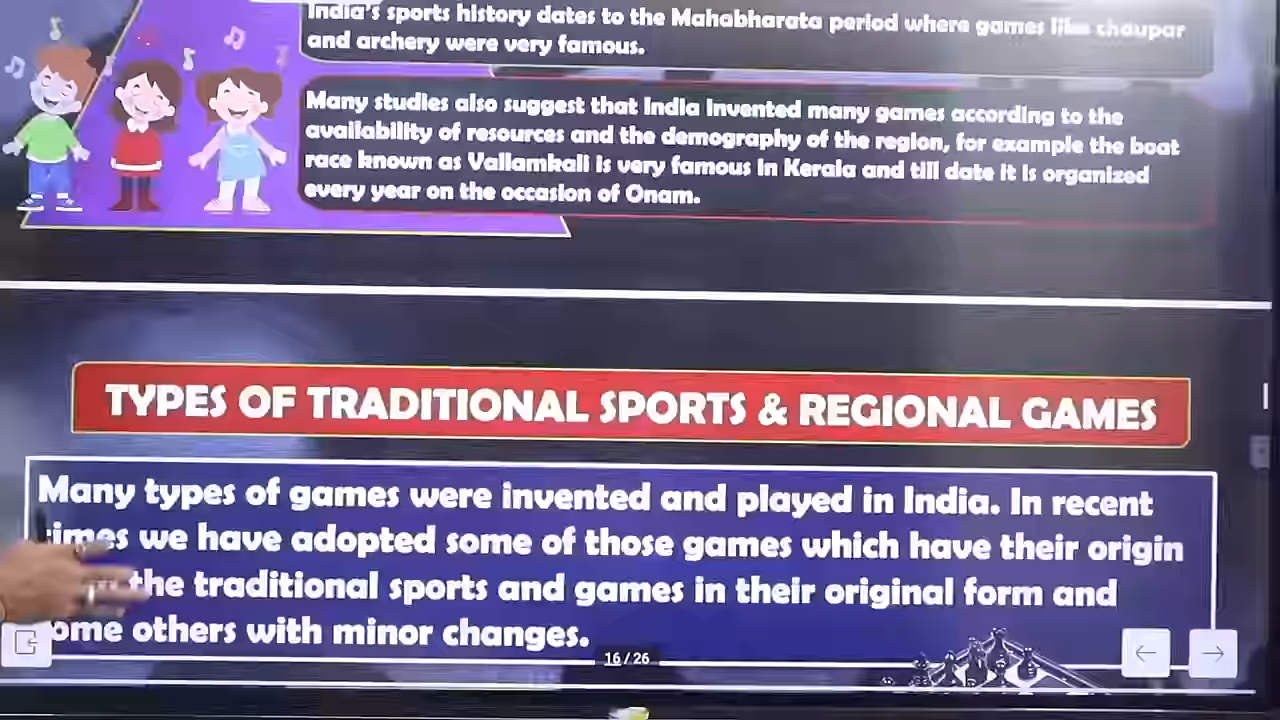 India's sports history dates to the Mahabharata period where games like chaupar
and archery were very famous.
Many studies also suggest that India invented many games according to the
availability of resources and the demography of the region, for example the boat
race known as Vallamkali is very famous in Kerala and till date it is organized
every year on the occasion of Onam.
TYPES OF TRADITIONAL SPORTS & REGIONAL GAMES
Many types of games were invented and played in India. In recent
times we have adopted some of those games which have their origin
the traditional sports and games in their original form and
some others with minor changes.
16 / 26